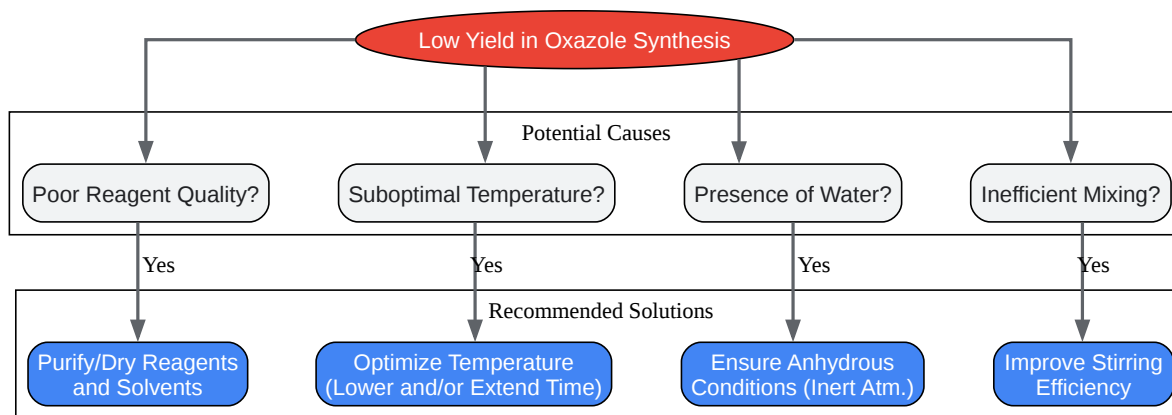 Low Yield in Oxazole Synthesis
Potential Causes
Poor Reagent Quality?
Suboptimal Temperature?
Presence of Water?
Inefficient Mixing?
Yes
Yes
Yes
Yes
Recommended Solutions
Purify/Dry Reagents
and Solvents
Optimize Temperature
(Lower and/or Extend Time)
Ensure Anhydrous
Conditions (Inert Atm.)
Improve Stirring
Efficiency